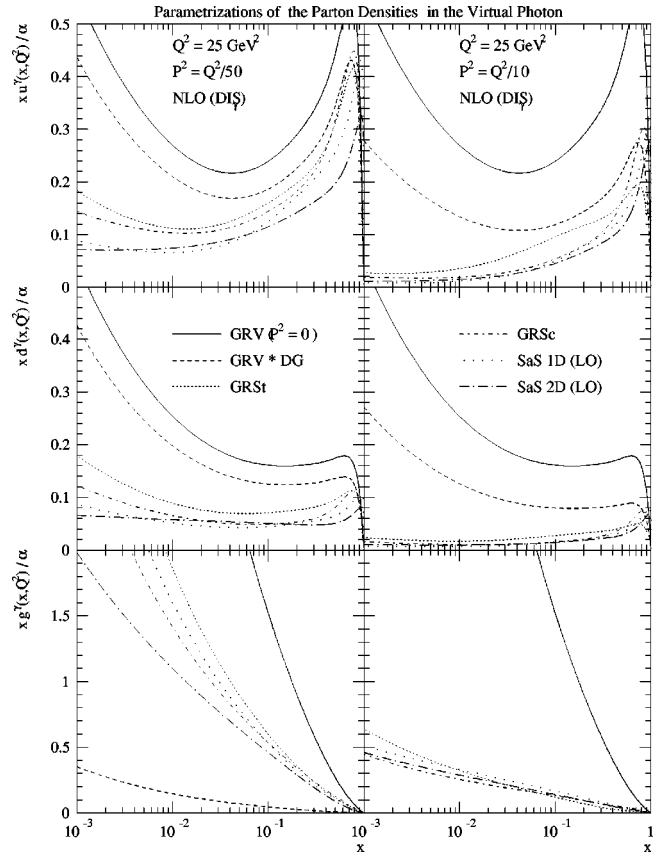 Parametrizations of the Parton Densities in the Virtual Photon
x u^γ(x,Q²)/α
0.5
0.4
0.3
0.2
0.1
0
Q² = 25 GeV²
P² = Q²/50
NLO (DIS_γ)
Q² = 25 GeV²
P² = Q²/10
NLO (DIS_γ)
x d^γ(x,Q²)/α
0.4
0.3
0.2
0.1
0
GRV (P² = 0)
GRV * DG
GRSt
GRSc
SaS 1D (LO)
SaS 2D (LO)
x g^γ(x,Q²)/α
1.5
1
0.5
0
10⁻³ 10⁻² 10⁻¹ 10⁻³ 10⁻² 10⁻¹ 1
x x